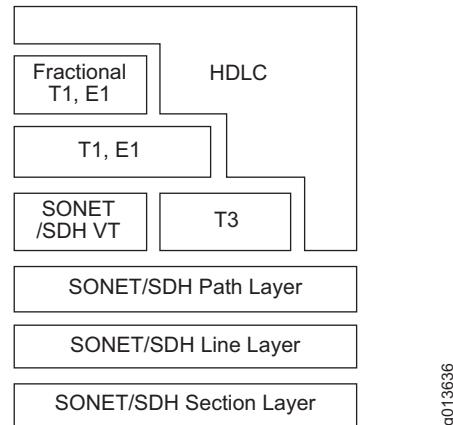 Fractional
T1, E1
HDLC
T1, E1
SONET
/SDH VT
T3
SONET/SDH Path Layer
SONET/SDH Line Layer
SONET/SDH Section Layer
g013636